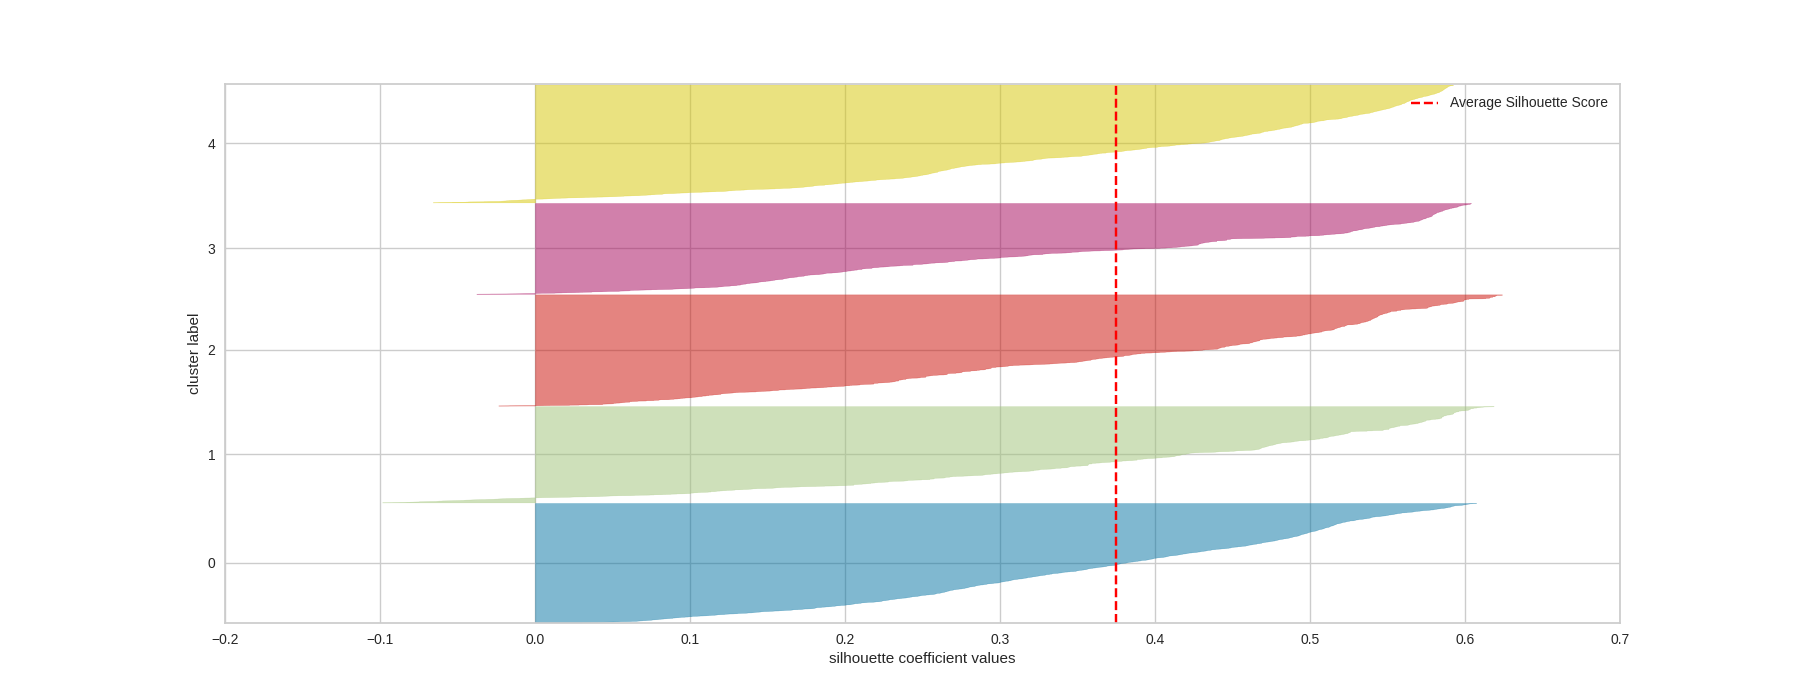 Average Silhouette Score
4
3
2
1
0
cluster label
−0.2 −0.1 0.0 0.1 0.2 0.3 0.4 0.5 0.6 0.7
silhouette coefficient values